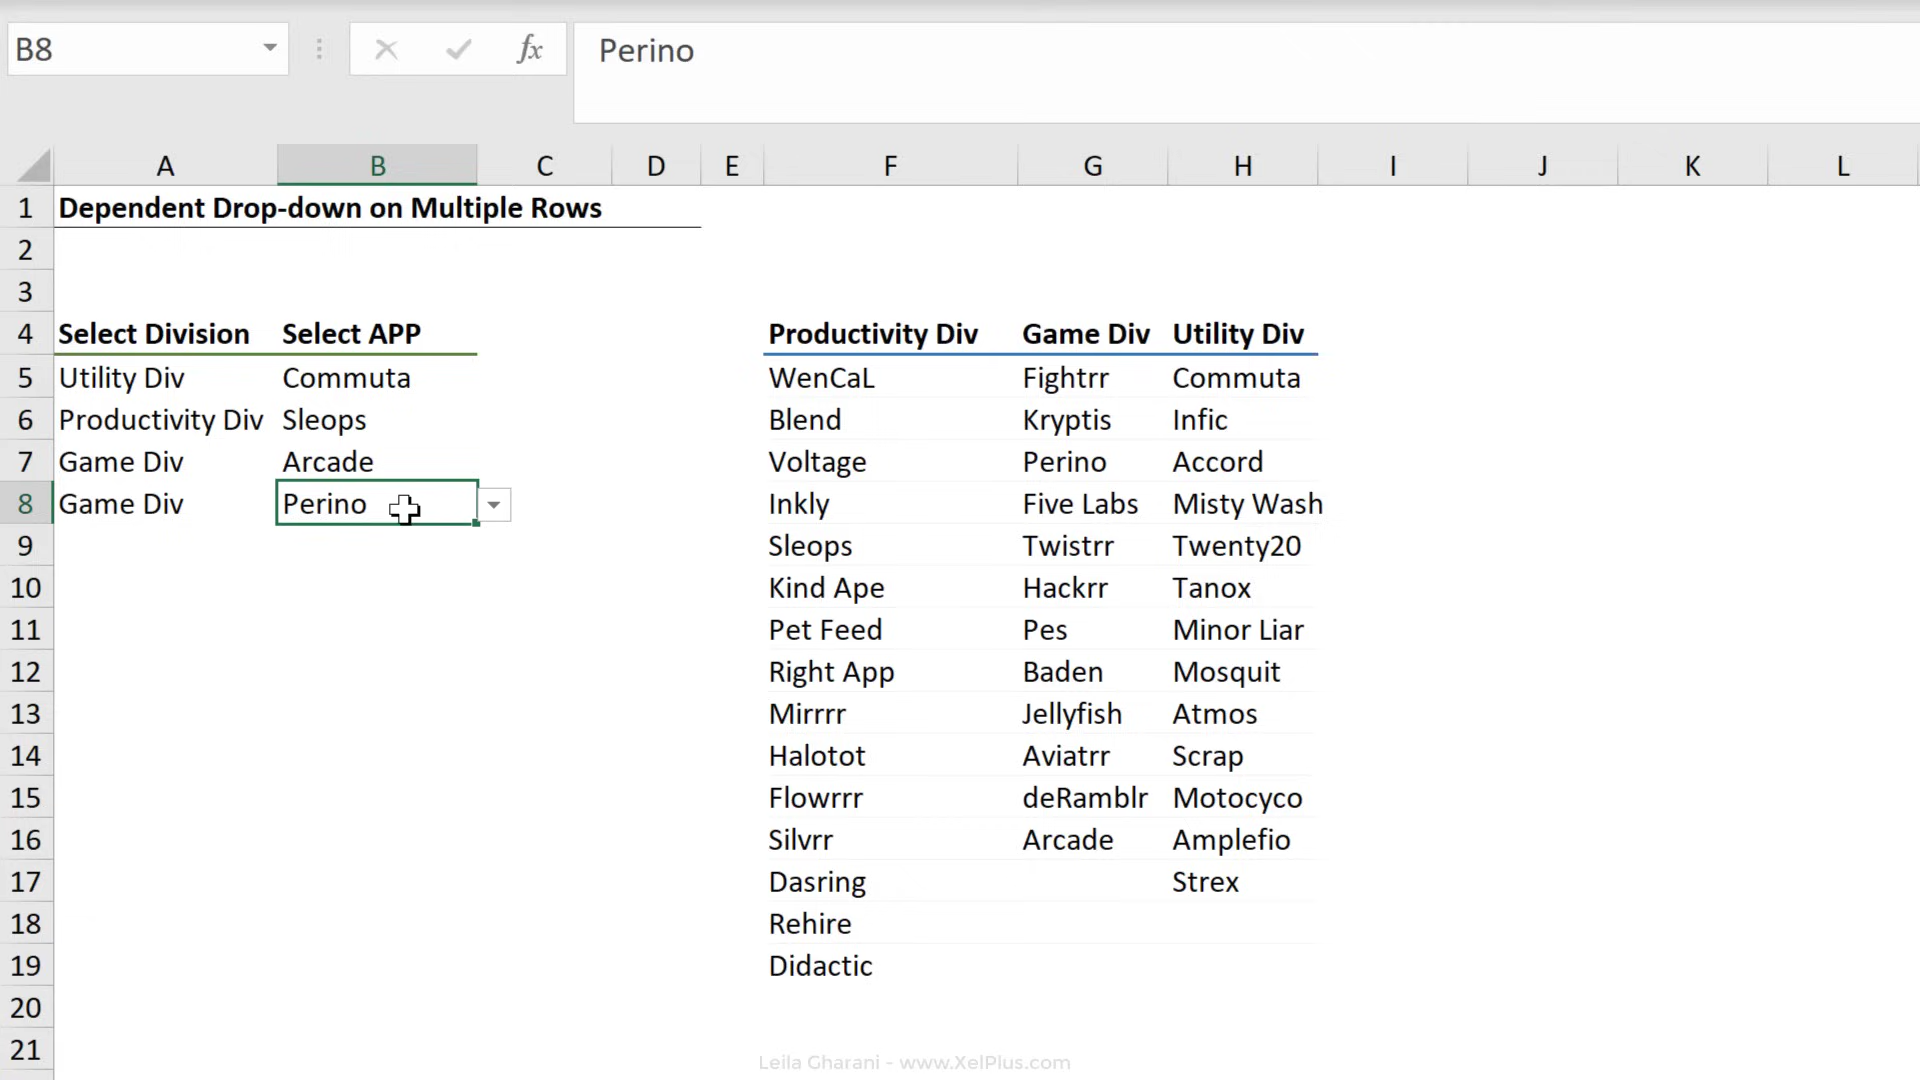 B8 fx Perino
A B C D E F G H I J K L
1 Dependent Drop-down on Multiple Rows
2
3
4 Select Division Select APP Productivity Div Game Div Utility Div
5 Utility Div Commuta WenCaL Fightrr Commuta
6 Productivity Div Sleops Blend Kryptis Infic
7 Game Div Arcade Voltage Perino Accord
8 Game Div Perino Inkly Five Labs Misty Wash
9 Sleops Twistrr Twenty20
10 Kind Ape Hackrr Tanox
11 Pet Feed Pes Minor Liar
12 Right App Baden Mosquit
13 Mirrrr Jellyfish Atmos
14 Halotot Aviatrr Scrap
15 Flowrrr deRamblr Motocyco
16 Silvrr Arcade Amplefio
17 Dasring Strex
18 Rehire
19 Didactic
20
21
Leila Gharani - www.XelPlus.com